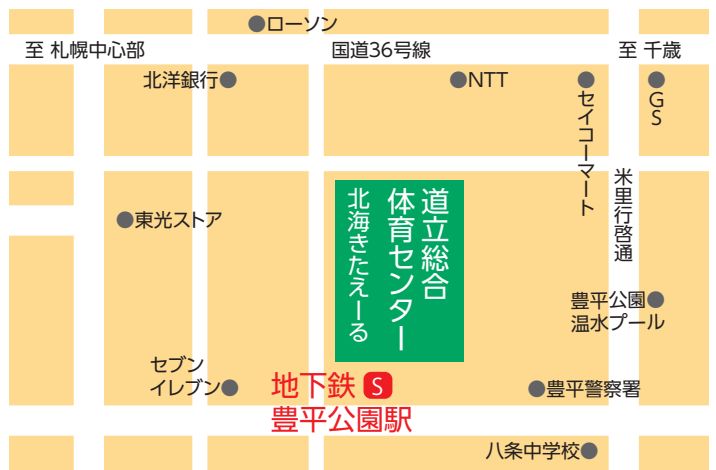 ローソン
至 札幌中心部
国道36号線
至 千歳
北洋銀行
NTT
セイコーマート
GS
米里行啓通
東光ストア
道立総合
体育センター
北海きたえーる
豊平公園
温水プール
セブン
イレブン
地下鉄 S
豊平公園駅
豊平警察署
八条中学校